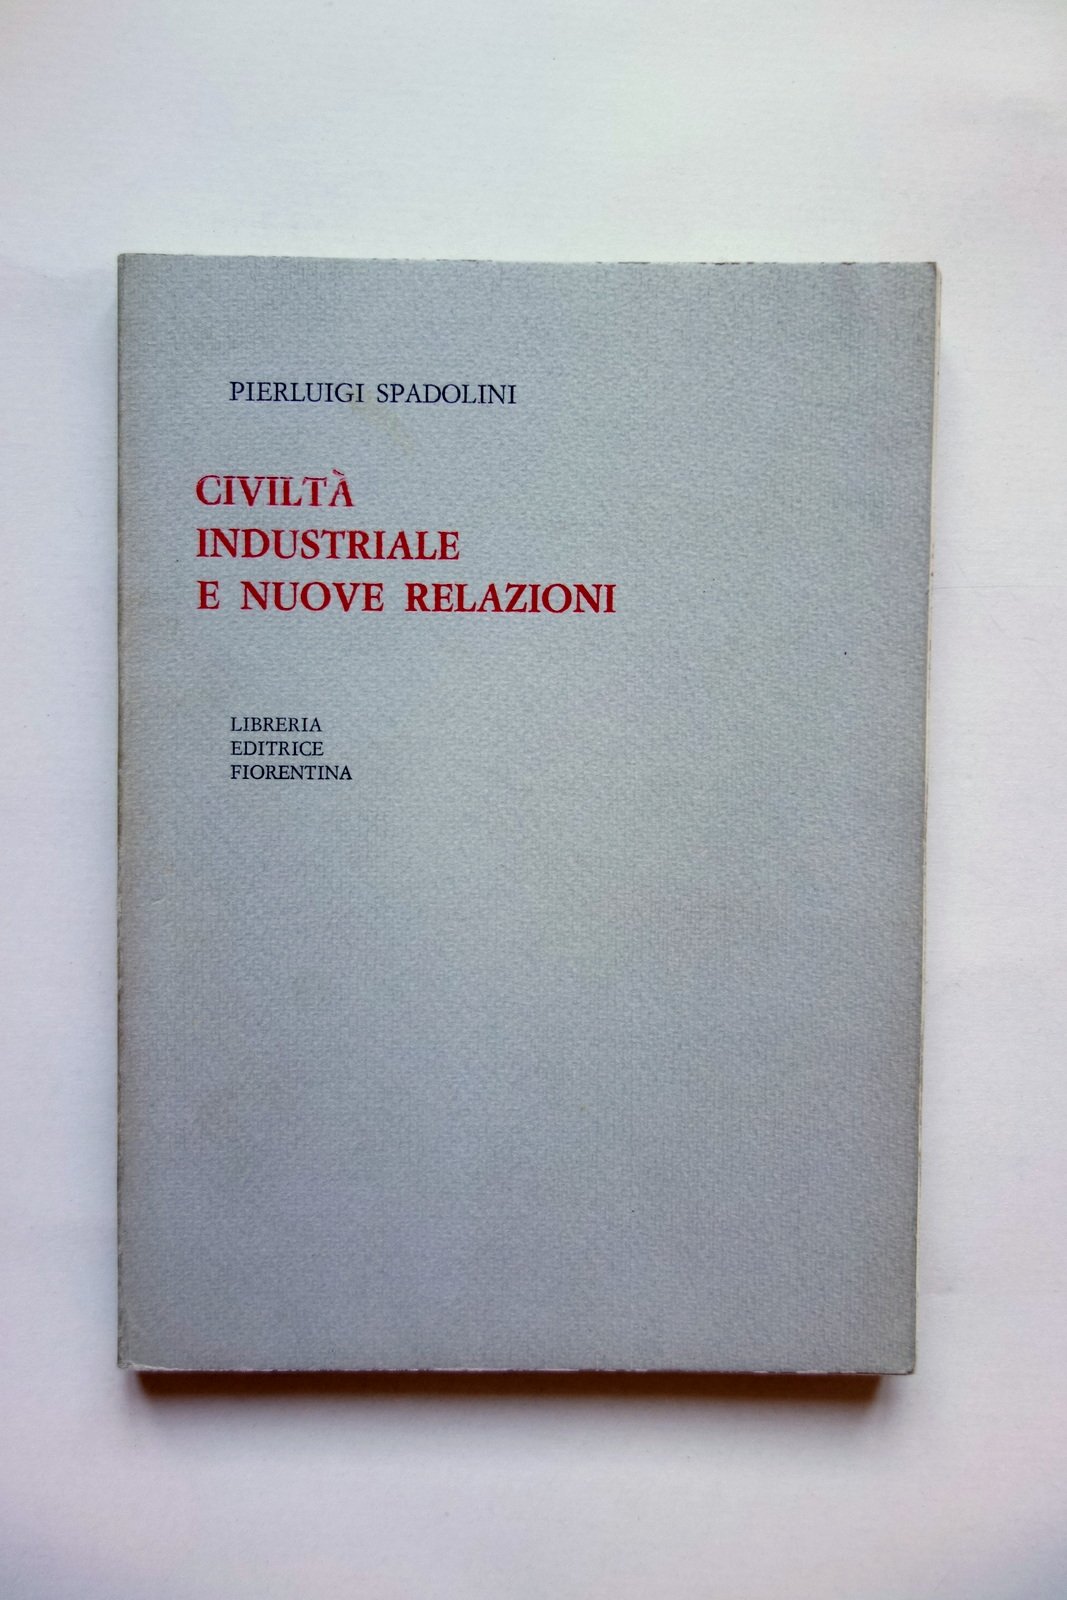 PIERLUIGI SPADOLINI
CIVILTÀ
INDUSTRIALE
E NUOVE RELAZIONI
LIBRERIA
EDITRICE
FIORENTINA